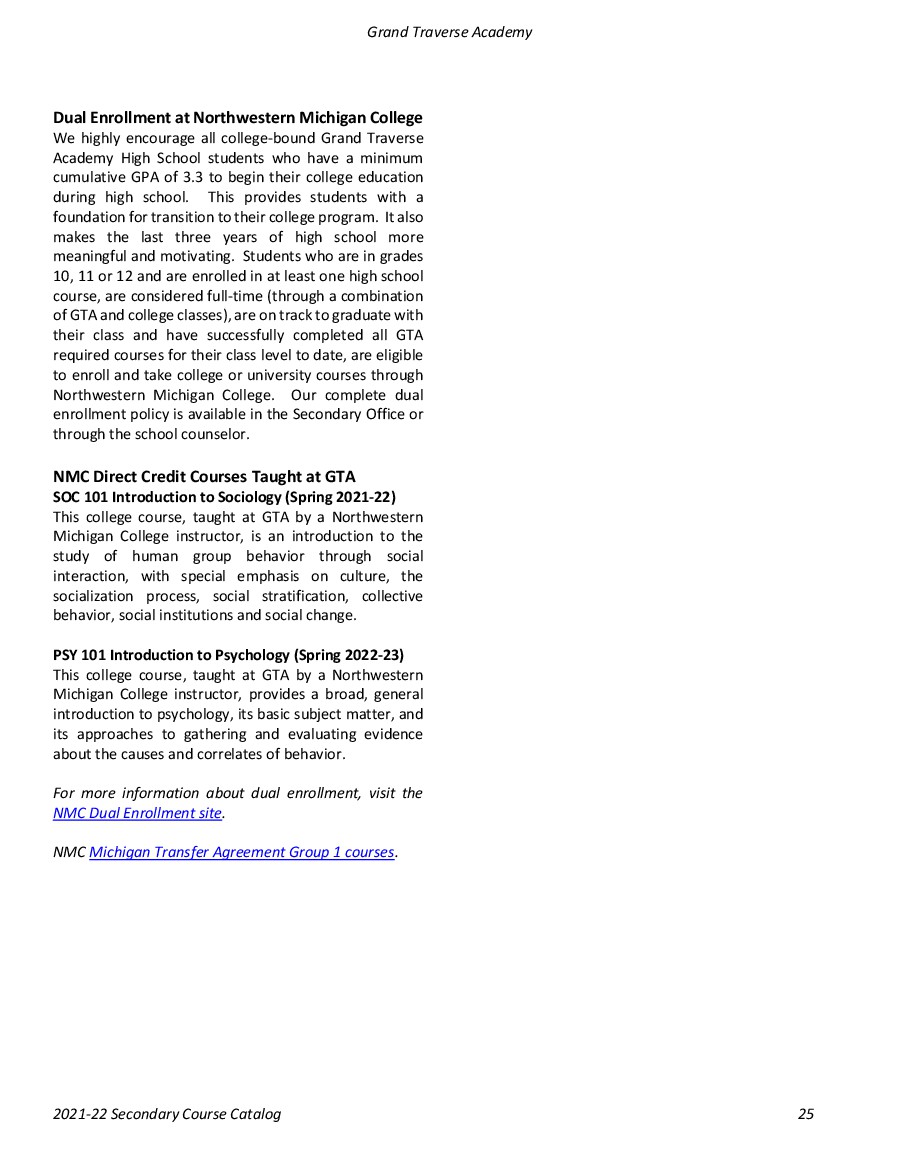 Grand Traverse Academy
Dual Enrollment at Northwestern Michigan College
We highly encourage all college-bound Grand Traverse
Academy High School students who have a minimum
cumulative GPA of 3.3 to begin their college education
during high school.  This provides students with a
foundation for transition to their college program.  It also
makes the last three years of high school more
meaningful and motivating.  Students who are in grades
10, 11 or 12 and are enrolled in at least one high school
course, are considered full-time (through a combination
of GTA and college classes), are on track to graduate with
their class and have successfully completed all GTA
required courses for their class level to date, are eligible
to enroll and take college or university courses through
Northwestern Michigan College.  Our complete dual
enrollment policy is available in the Secondary Office or
through the school counselor.
NMC Direct Credit Courses Taught at GTA
SOC 101 Introduction to Sociology (Spring 2021-22)
This college course, taught at GTA by a Northwestern
Michigan College instructor, is an introduction to the
study of human group behavior through social
interaction, with special emphasis on culture, the
socialization process, social stratification, collective
behavior, social institutions and social change.
PSY 101 Introduction to Psychology (Spring 2022-23)
This college course, taught at GTA by a Northwestern
Michigan College instructor, provides a broad, general
introduction to psychology, its basic subject matter, and
its approaches to gathering and evaluating evidence
about the causes and correlates of behavior.
For more information about dual enrollment, visit the
NMC Dual Enrollment site.
NMC Michigan Transfer Agreement Group 1 courses.
2021-22 Secondary Course Catalog 25